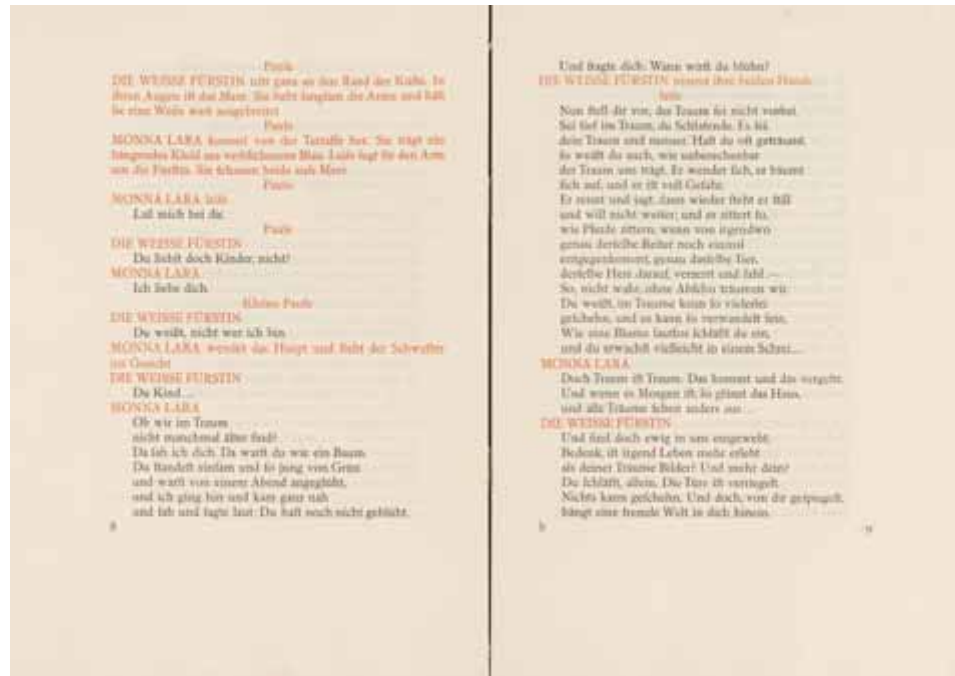 Pause
DIE WEISSE FÜRSTIN tritt ganz an den Rand der Küste. In
ihren Augen iſt das Meer. Sie hebt langſam die Arme und hält
ſie eine Weile weit ausgebreitet
Pauſe
MONNA LARA kommt von der Terraſſe her. Sie trägt ein
hängendes Kleid aus verblichenem Blau. Leiſe legt ſie den Arm
um die Fürſtin. Sie ſchauen beide aufs Meer
Pauſe
MONNA LARA leiſe
Laß mich bei dir.
Pauſe
DIE WEISSE FÜRSTIN
Du liebſt doch Kinder, nicht?
MONNA LARA
Ich liebe dich.
Kleine Pauſe
DIE WEISSE FÜRSTIN
Du weißt, nicht wer ich bin
MONNA LARA wendet das Haupt und ſieht der Schweſter
ins Geſicht
DIE WEISSE FÜRSTIN
Du Kind...
MONNA LARA
Ob wir im Traum
nicht manchmal älter ſind?
Da ſah ich dich. Da warſt du wie ein Baum.
Du ſtandeſt einſam und ſo jung von Grün
und warſt von einem Abend angeglüht,
und ich ging hin und kam ganz nah
und ſah und ſagte laut: Du haſt noch nicht geblüht.
8
Und fragte dich: Wann wirſt du blühn?
DIE WEISSE FÜRSTIN nimmt ihre beiden Hände
Nun ſtell dir vor, der Traum ſei nicht vorbei.
Sei tief im Traum, du Schlafende. Es ſei
dein Traum und meiner. Haſt du oft geträumt,
ſo weißt du auch, wie unberechenbar
der Traum uns trägt. Er wendet ſich, er bäumt
ſich auf, und er iſt voll Gefahr.
Er rennt und jagt, dann wieder ſteht er ſtill
und will nicht weiter; und er zittert ſo,
wie Pferde zittern, wenn von irgendwo
genau derſelbe Reiter noch einmal
entgegenkommt, genau dasſelbe Tier,
derſelbe Herr darauf, verzerrt und fahl —
So, nicht wahr, ohne Abſicht träumen wir.
Du weißt, im Traume kann ſo vielerlei
geſchehn, und es kann ſo verwandelt ſein.
Wie eine Blume lautlos ſchläfſt du ein,
und du erwachſt vielleicht in einem Schrei...
MONNA LARA
Doch Traum iſt Traum. Das kommt und das vergeht.
Und wenn es Morgen iſt, ſo glänzt das Haus,
und alle Träume ſehen anders aus
DIE WEISSE FÜRSTIN
Und ſind doch ewig in uns eingewebt.
Bedenk, iſt irgend Leben mehr erlebt
als deiner Träume Bilder? Und mehr dein?
Du ſchläfſt, allein. Die Türe iſt verriegelt.
Nichts kann geſchehn. Und doch, von dir geſpiegelt,
hängt eine fremde Welt in dich hinein.
9